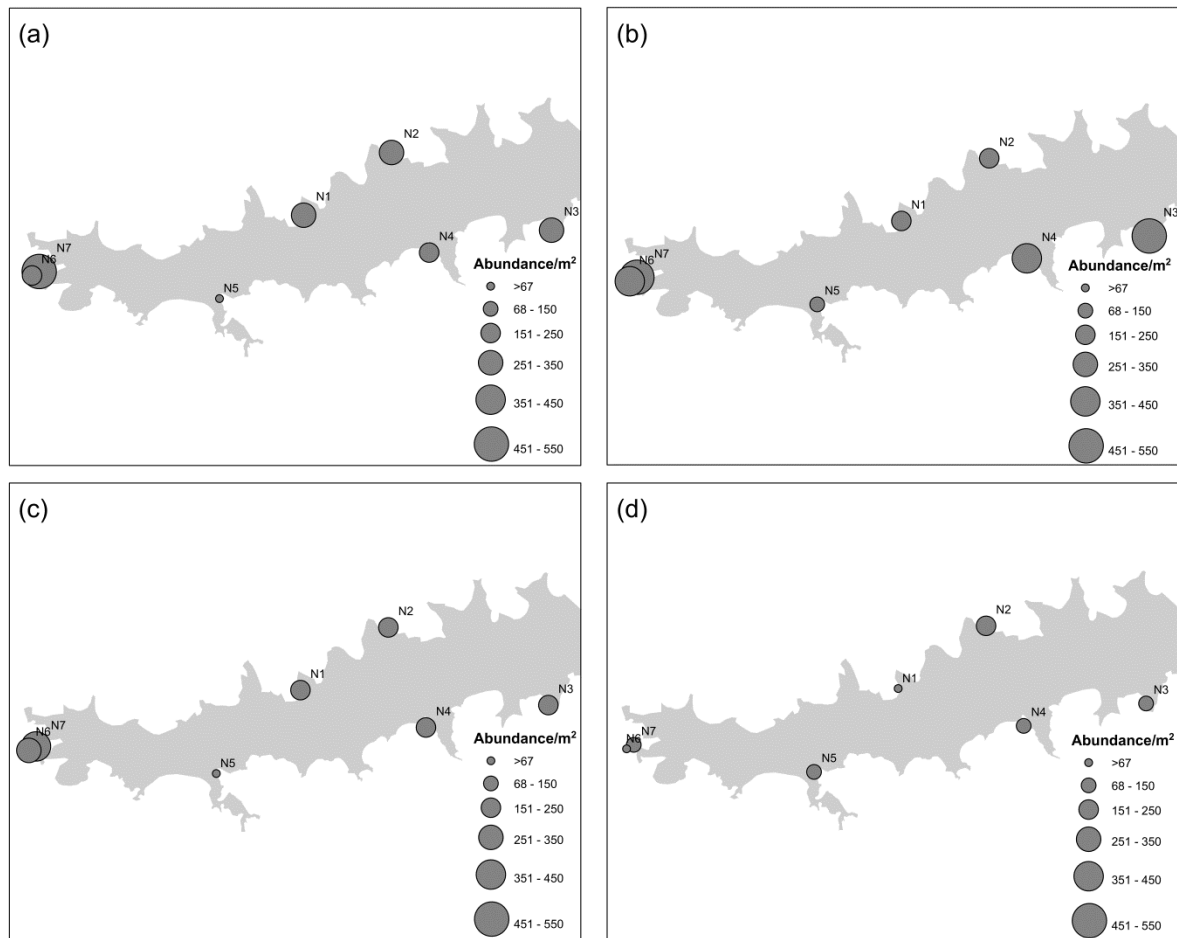 (a)
N2
N1
N3
N4
N7
N6
N5
Abundance/m²
>67
68 - 150
151 - 250
251 - 350
351 - 450
451 - 550
(b)
N2
N1
N3
N4
N7
N6
N5
Abundance/m²
>67
68 - 150
151 - 250
251 - 350
351 - 450
451 - 550
(c)
N2
N1
N3
N4
N7
N6
N5
Abundance/m²
>67
68 - 150
151 - 250
251 - 350
351 - 450
451 - 550
(d)
N2
N1
N3
N4
N7
N6
N5
Abundance/m²
>67
68 - 150
151 - 250
251 - 350
351 - 450
451 - 550